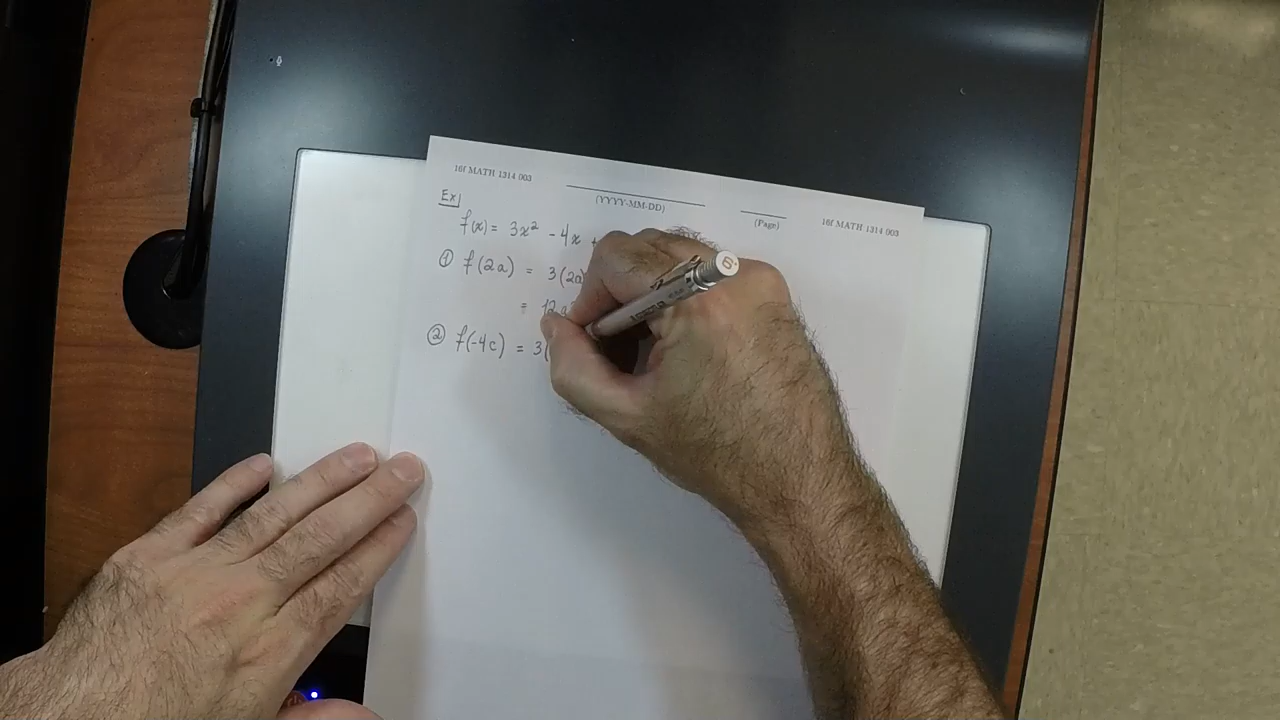 16f MATH 1314 003
(YYYY-MM-DD)
(Page)
16f MATH 1314 003
Ex|
f(x) = 3x² - 4x +
① f(2a) = 3(2a)
= 12a
② f(-4c) = 3(